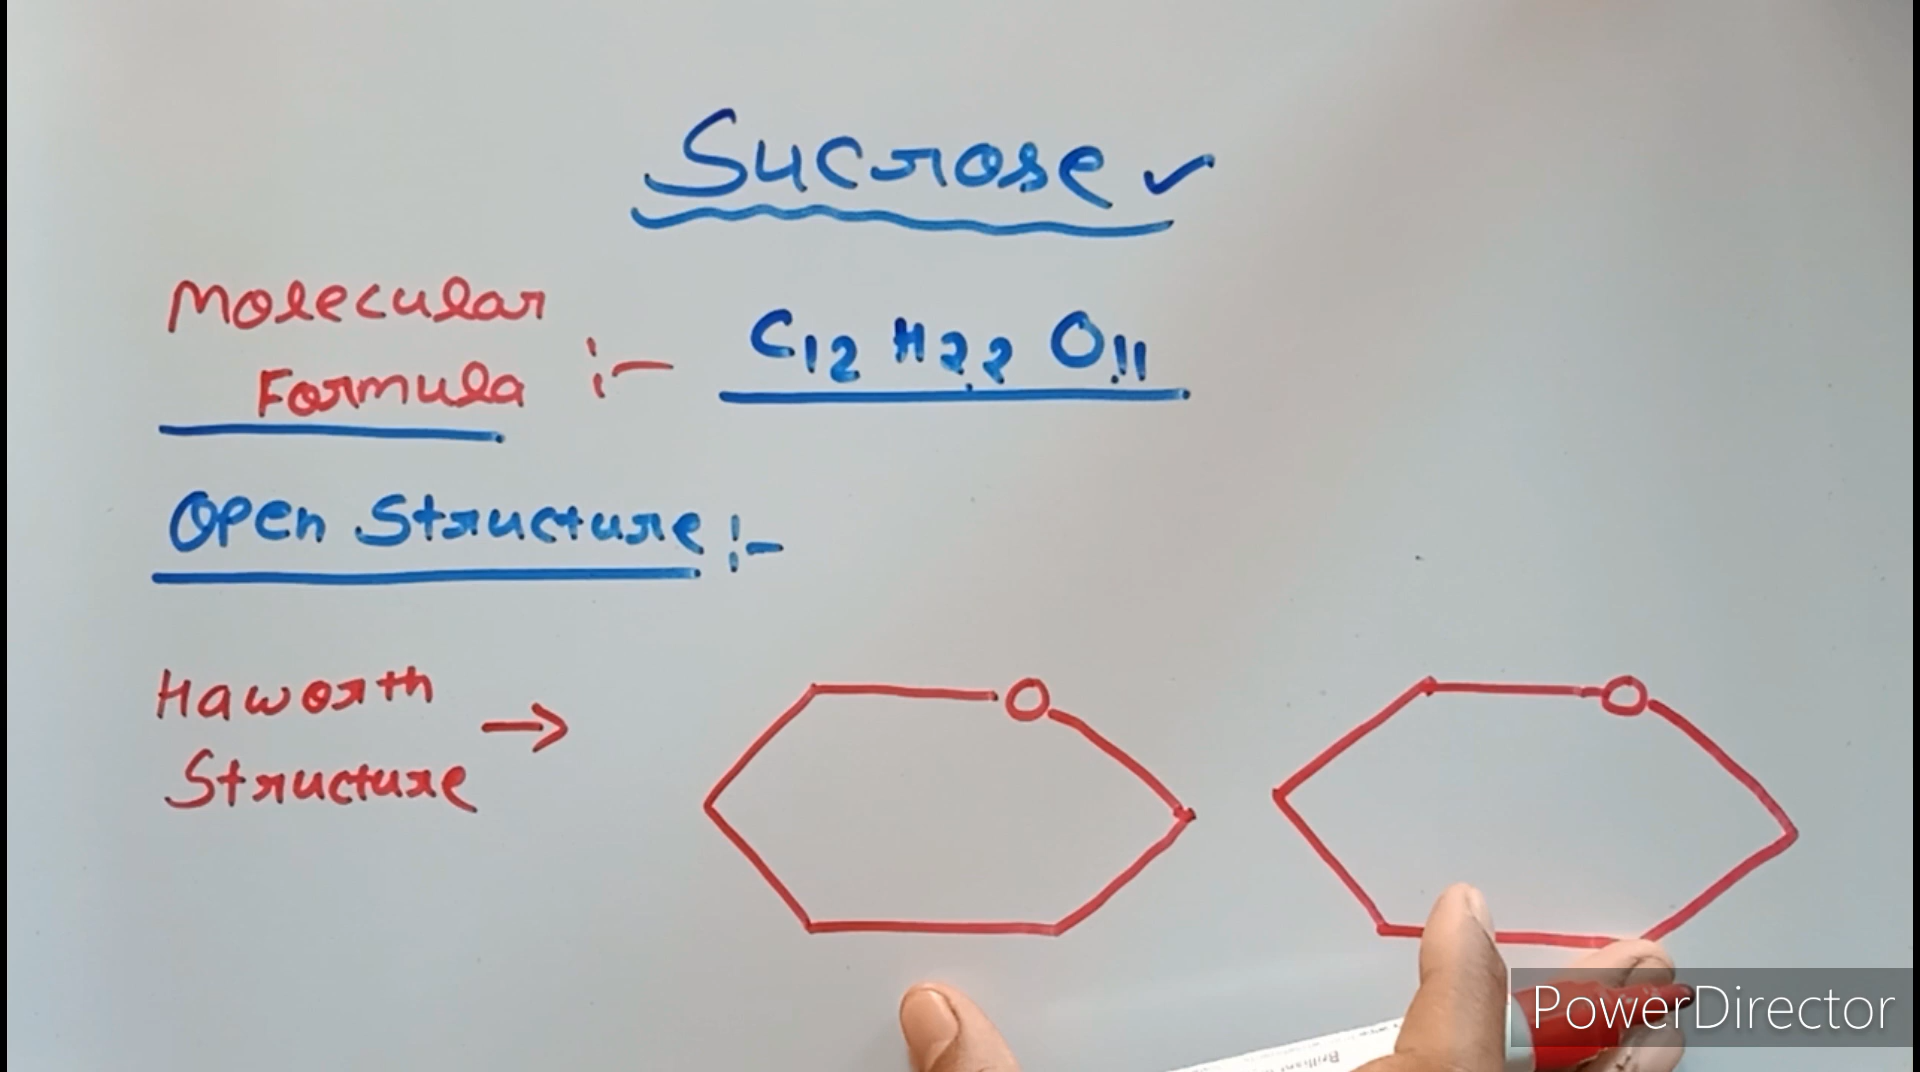 Sucrose ✓
Molecular
Formula :- C12 H22 O11
Open Structure :-
Haworth →
Structure
O
O
PowerDirector